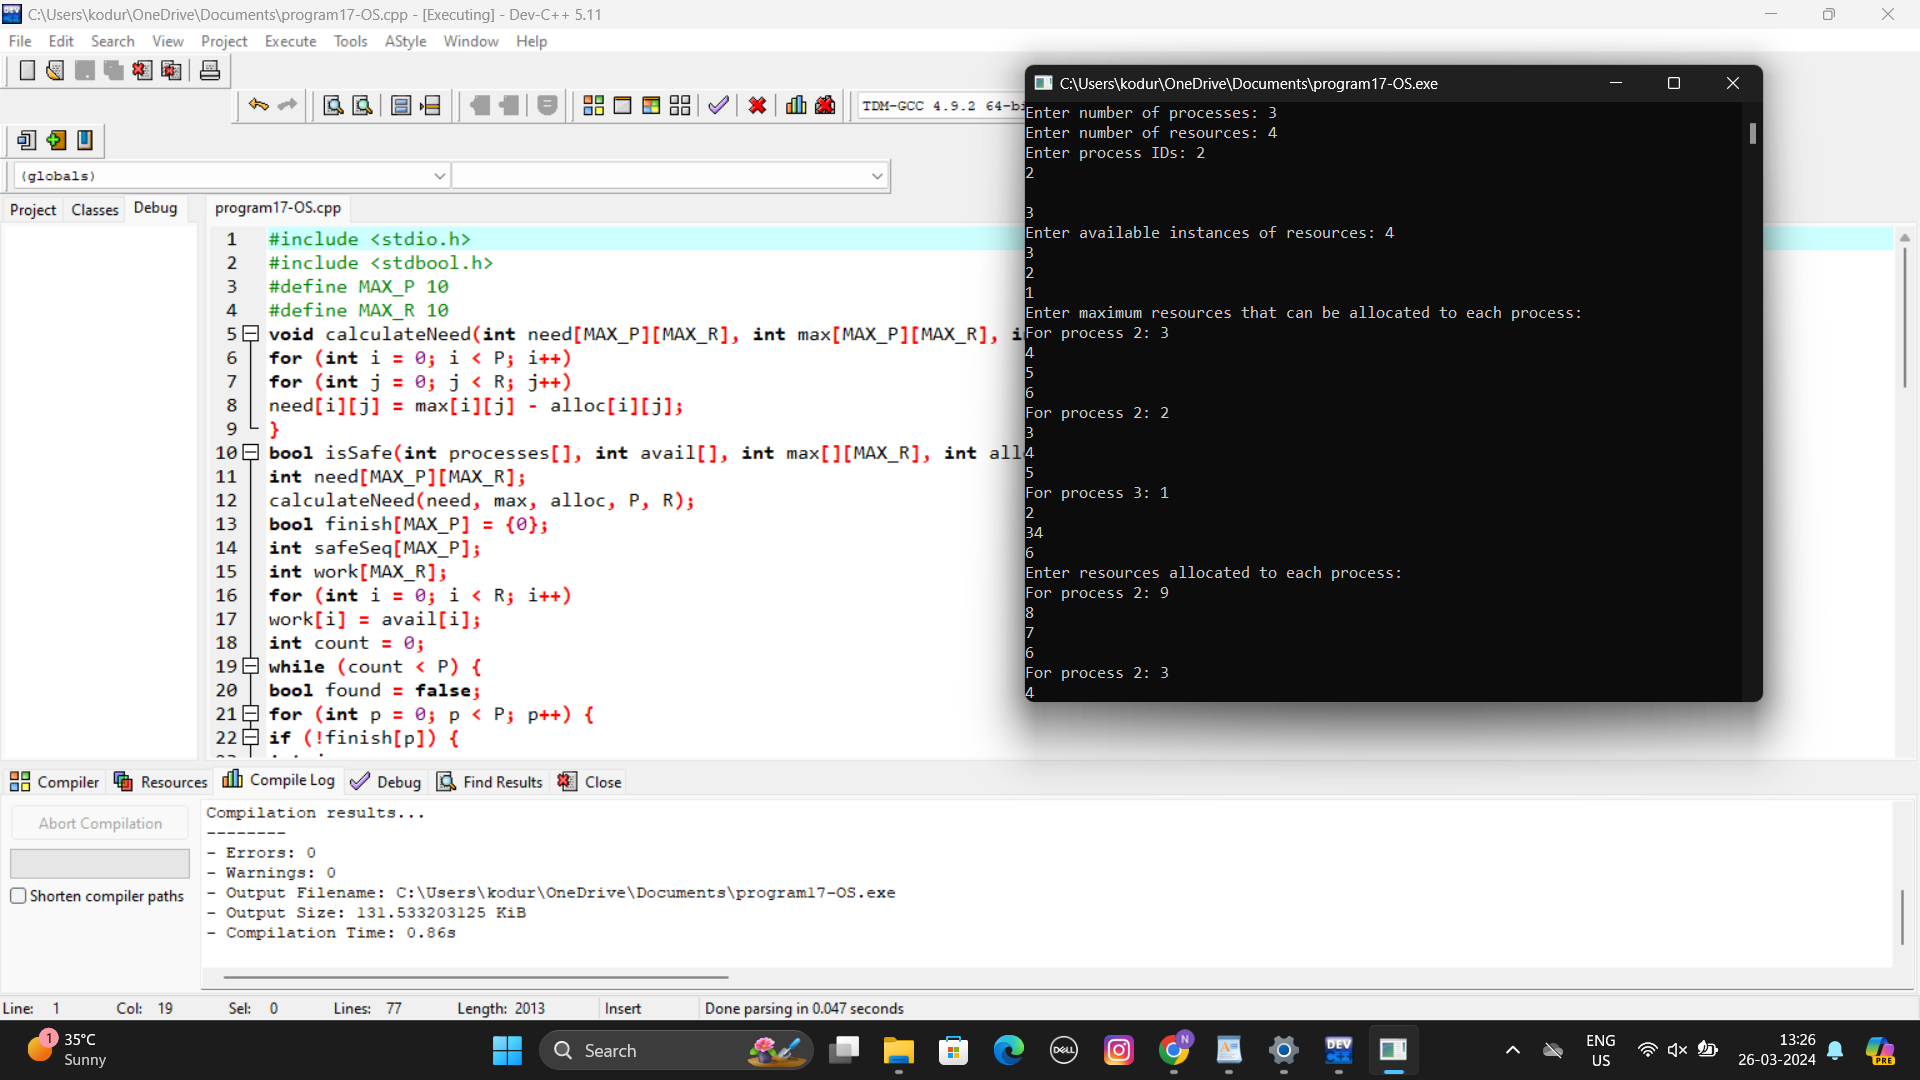 C:\Users\kodur\OneDrive\Documents\program17-OS.cpp - [Executing] - Dev-C++ 5.11
File Edit Search View Project Execute Tools AStyle Window Help
TDM-GCC 4.9.2 64-bi
(globals)
Project Classes Debug
program17-OS.cpp
1 #include <stdio.h>
2 #include <stdbool.h>
3 #define MAX_P 10
4 #define MAX_R 10
5 void calculateNeed(int need[MAX_P][MAX_R], int max[MAX_P][MAX_R], i
6 for (int i = 0; i < P; i++)
7 for (int j = 0; j < R; j++)
8 need[i][j] = max[i][j] - alloc[i][j];
9 }
10 bool isSafe(int processes[], int avail[], int max[][MAX_R], int all
11 int need[MAX_P][MAX_R];
12 calculateNeed(need, max, alloc, P, R);
13 bool finish[MAX_P] = {0};
14 int safeSeq[MAX_P];
15 int work[MAX_R];
16 for (int i = 0; i < R; i++)
17 work[i] = avail[i];
18 int count = 0;
19 while (count < P) {
20 bool found = false;
21 for (int p = 0; p < P; p++) {
22 if (!finish[p]) {
C:\Users\kodur\OneDrive\Documents\program17-OS.exe
Enter number of processes: 3
Enter number of resources: 4
Enter process IDs: 2
2
3
Enter available instances of resources: 4
3
2
1
Enter maximum resources that can be allocated to each process:
For process 2: 3
4
5
6
For process 2: 2
3
4
5
For process 3: 1
2
34
6
Enter resources allocated to each process:
For process 2: 9
8
7
6
For process 2: 3
4
Compiler Resources Compile Log Debug Find Results Close
Abort Compilation
Shorten compiler paths
Compilation results...
--------
- Errors: 0
- Warnings: 0
- Output Filename: C:\Users\kodur\OneDrive\Documents\program17-OS.exe
- Output Size: 131.533203125 KiB
- Compilation Time: 0.86s
Line: 1 Col: 19 Sel: 0 Lines: 77 Length: 2013 Insert Done parsing in 0.047 seconds
1
35°C
Sunny
Search
DELL
N
DEV
ENG
US
13:26
26-03-2024
PRE